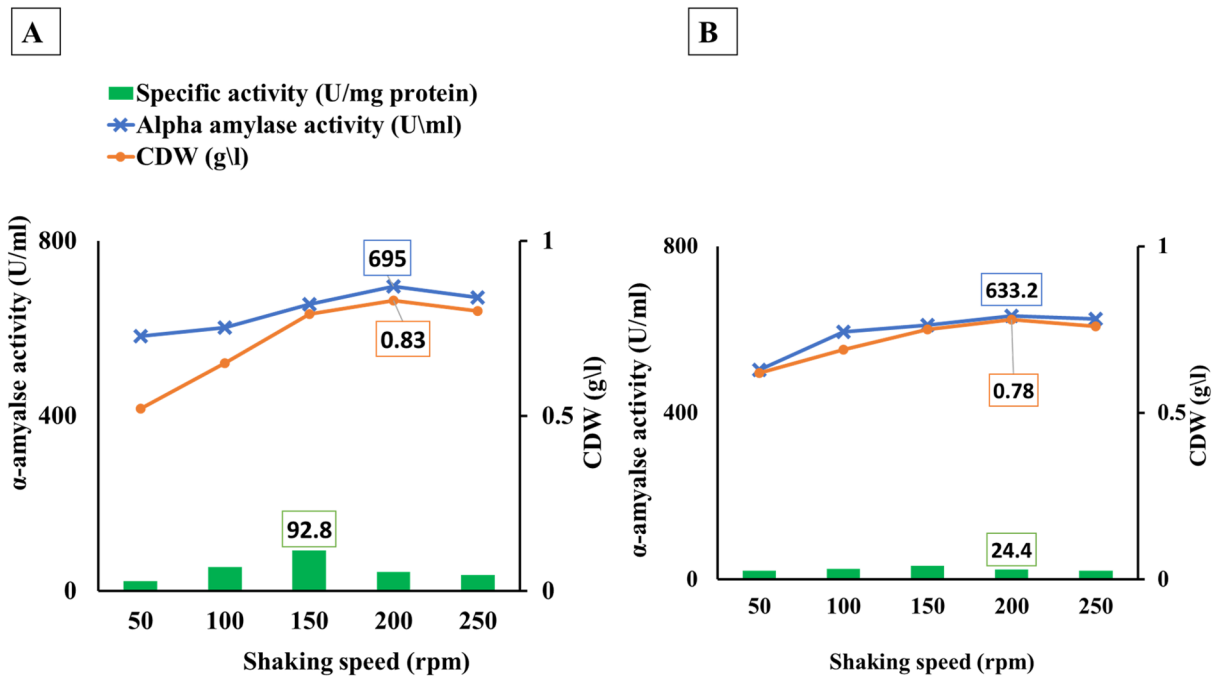 A
B
Specific activity (U/mg protein)
Alpha amylase activity (U\ml)
CDW (g\l)
α-amyalse activity (U/ml)
800
400
0
695
0.83
92.8
1
0.5
0
CDW (g\l)
50 100 150 200 250
Shaking speed (rpm)
α-amyalse activity (U/ml)
800
400
0
633.2
0.78
24.4
1
0.5
0
CDW (g\l)
50 100 150 200 250
Shaking speed (rpm)